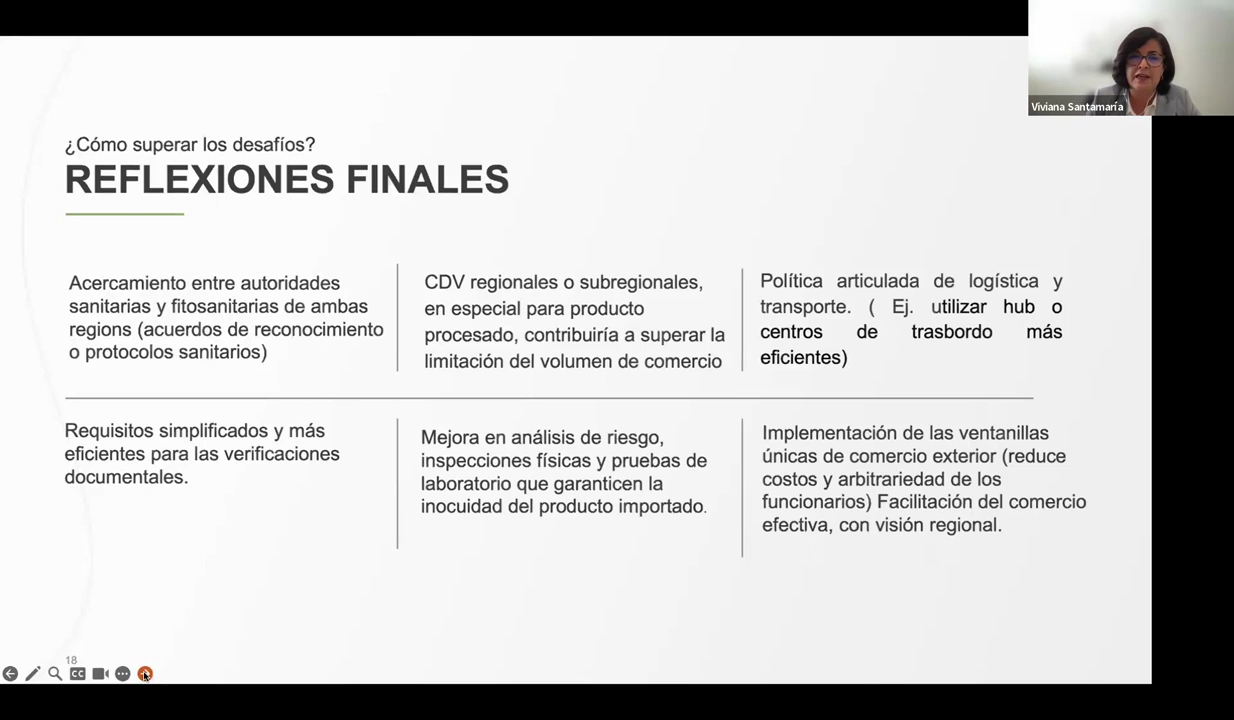 Viviana Santamaría
¿Cómo superar los desafíos?
REFLEXIONES FINALES
Acercamiento entre autoridades
sanitarias y fitosanitarias de ambas
regions (acuerdos de reconocimiento
o protocolos sanitarios)
CDV regionales o subregionales,
en especial para producto
procesado, contribuiría a superar la
limitación del volumen de comercio
Política articulada de logística y
transporte. ( Ej. utilizar hub o
centros de trasbordo más
eficientes)
Requisitos simplificados y más
eficientes para las verificaciones
documentales.
Mejora en análisis de riesgo,
inspecciones físicas y pruebas de
laboratorio que garanticen la
inocuidad del producto importado.
Implementación de las ventanillas
únicas de comercio exterior (reduce
costos y arbitrariedad de los
funcionarios) Facilitación del comercio
efectiva, con visión regional.
18
CC